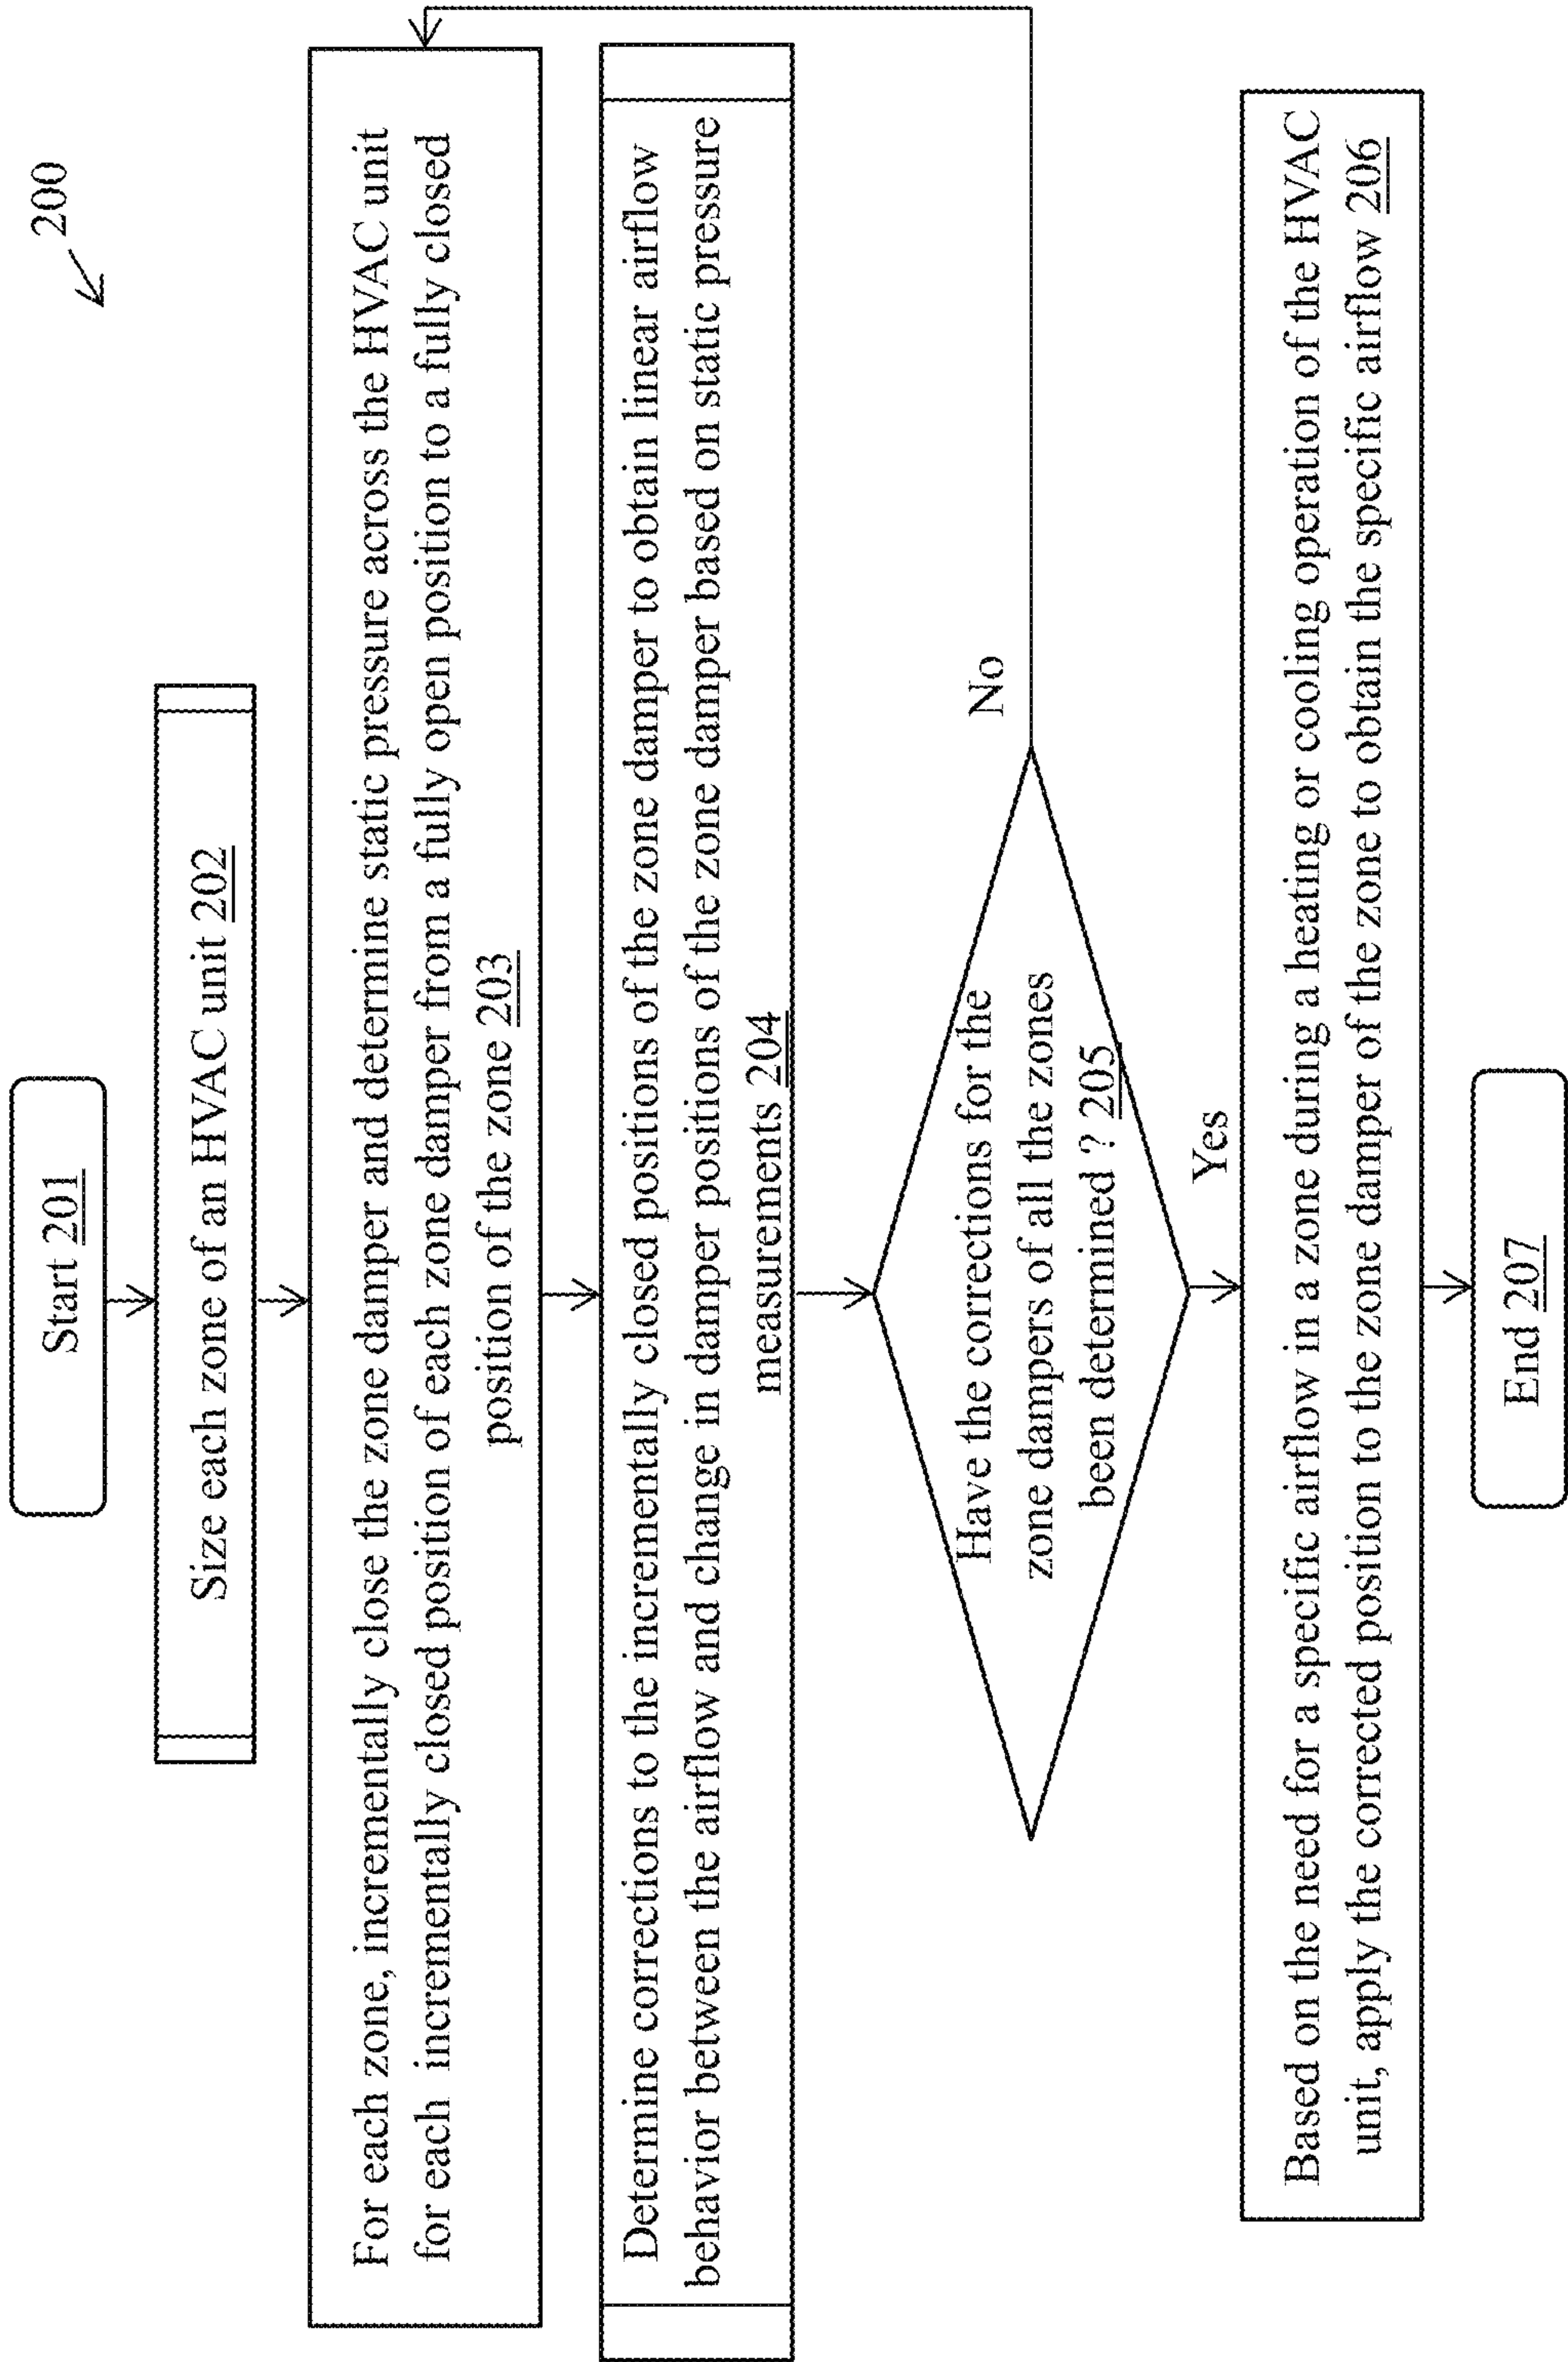 200
Start 201
Size each zone of an HVAC unit 202
For each zone, incrementally close the zone damper and determine static pressure across the HVAC unit
for each incrementally closed position of each zone damper from a fully open position to a fully closed
position of the zone 203
Determine corrections to the incrementally closed positions of the zone damper to obtain linear airflow
behavior between the airflow and change in damper positions of the zone damper based on static pressure
measurements 204
Have the corrections for the
zone dampers of all the zones
been determined ? 205
No
Yes
Based on the need for a specific airflow in a zone during a heating or cooling operation of the HVAC
unit, apply the corrected position to the zone damper of the zone to obtain the specific airflow 206
End 207